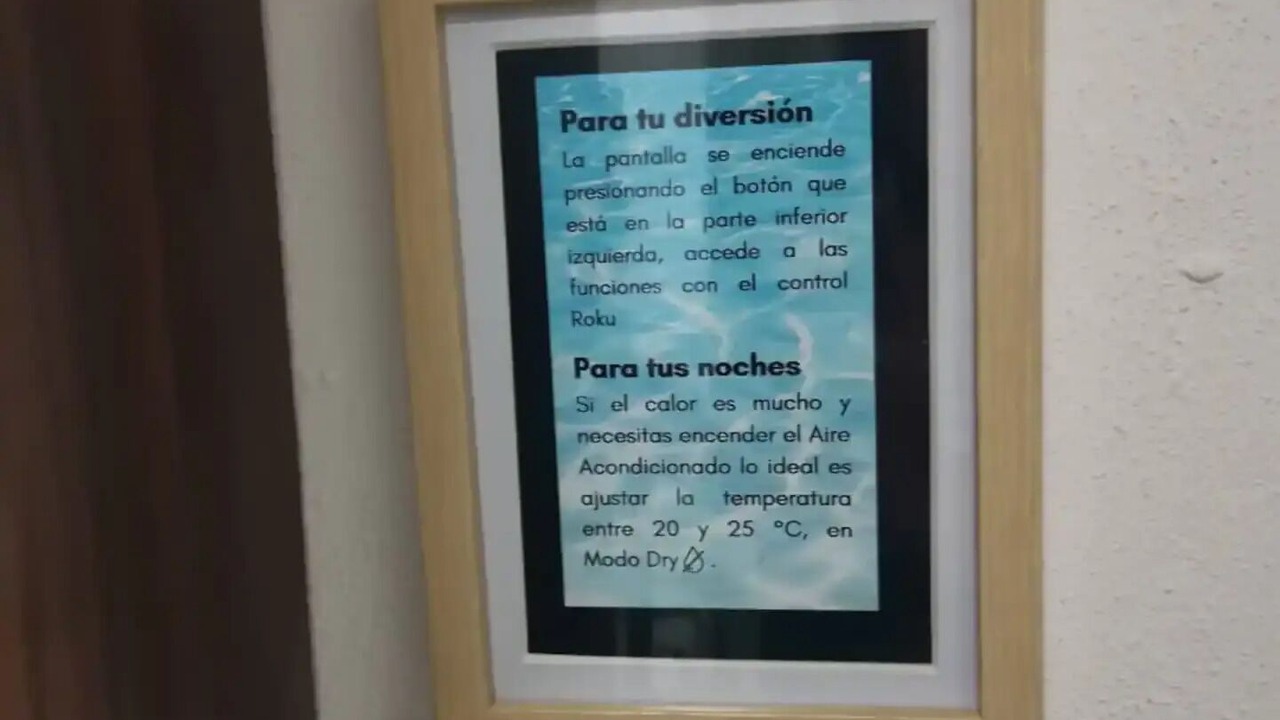 Para tu diversión
La pantalla se enciende
presionando el botón que
está en la parte inferior
izquierda, accede a las
funciones con el control
Roku
Para tus noches
Si el calor es mucho y
necesitas encender el Aire
Acondicionado lo ideal es
ajustar la temperatura
entre 20 y 25 °C, en
Modo Dry .